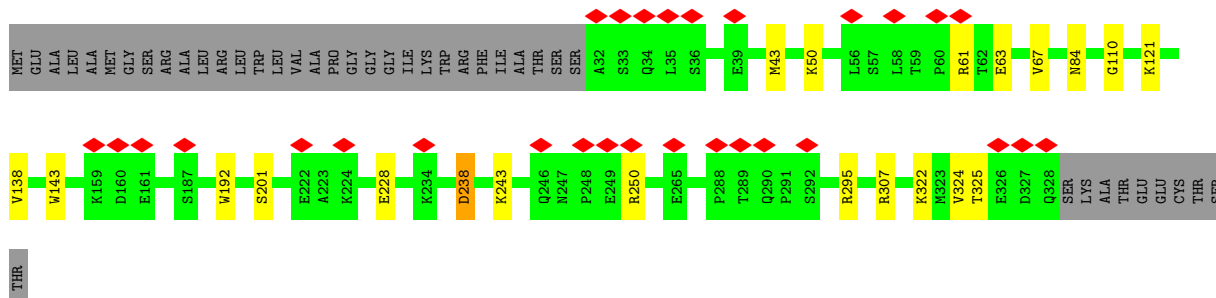 MET GLU ALA LEU ALA MET GLY SER ARG ALA LEU ARG LEU TRP LEU VAL ALA PRO GLY GLY GLY ILE LYS TRP ARG PHE ILE ALA THR SER SER A32 S33 Q34 L35 S36 E39 M43 K50 L56 S57 L58 T59 P60 R61 T62 E63 V67 N84 G110 K121
V138 W143 K159 D160 E161 S187 W192 S201 E222 A223 K224 E228 K234 D238 K243 Q246 N247 P248 E249 R250 E265 P288 T289 Q290 P291 S292 R295 R307 K322 M323 V324 T325 E326 D327 Q328 SER LYS ALA THR GLU GLU CYS THR SER
THR